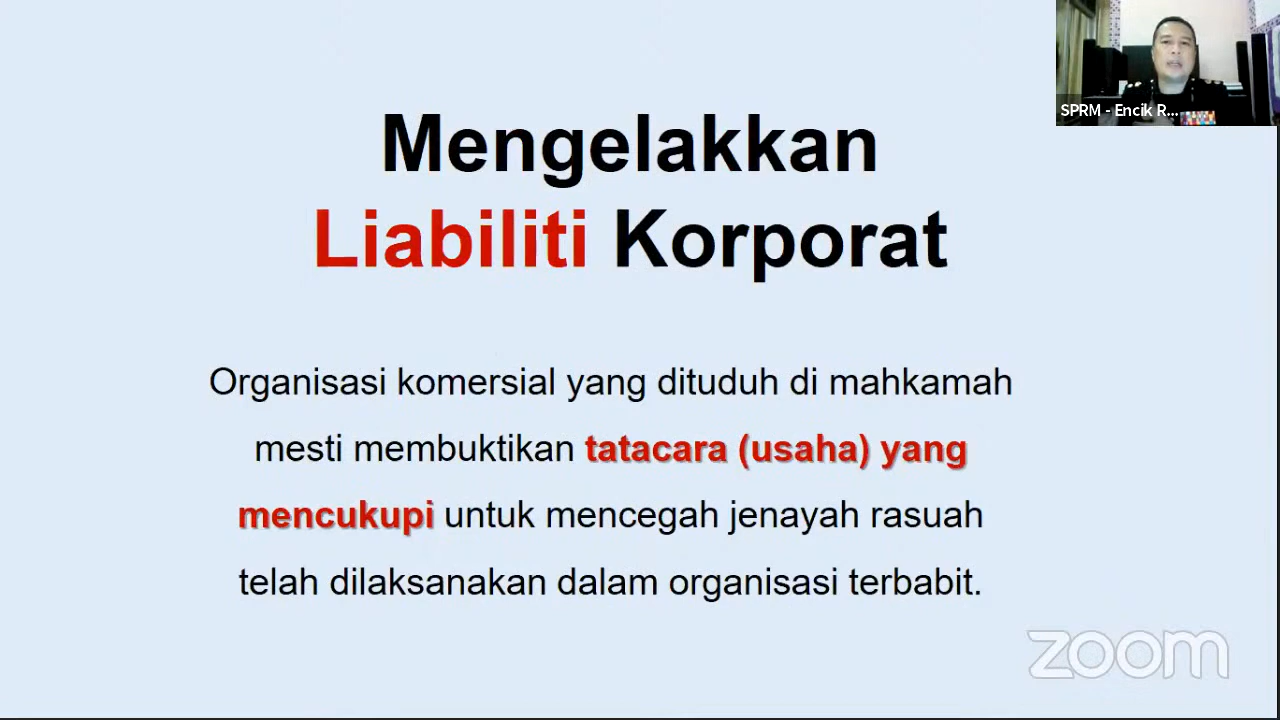 SPRM - Encik R...
Mengelakkan
Liabiliti Korporat
Organisasi komersial yang dituduh di mahkamah
mesti membuktikan tatacara (usaha) yang
mencukupi untuk mencegah jenayah rasuah
telah dilaksanakan dalam organisasi terbabit.
zoom